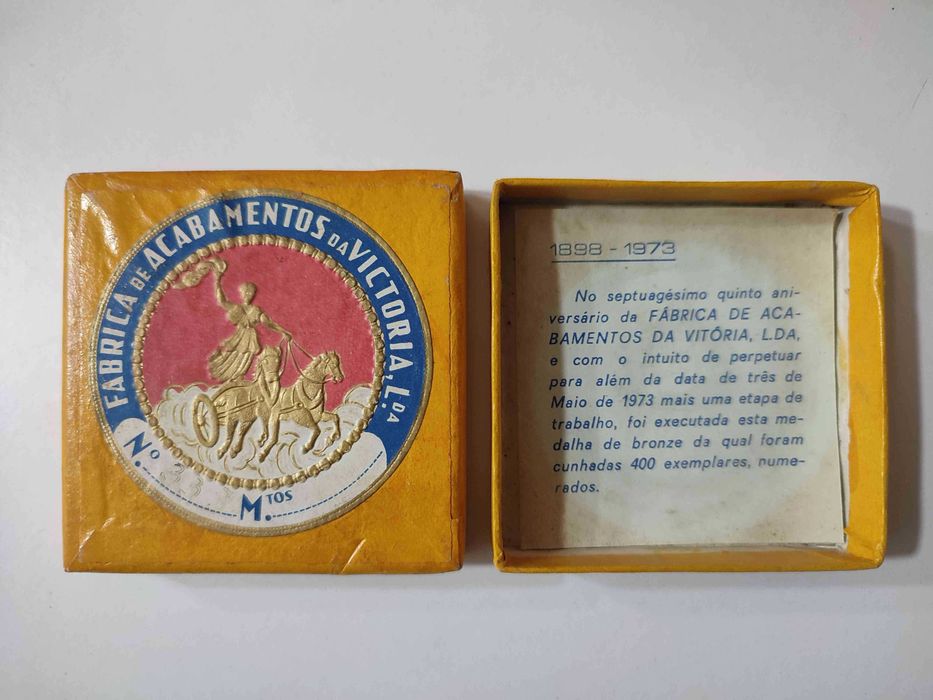 FABRICA DE ACABAMENTOS DA VICTORIA, L.DA
N.º
M.TOS
1898 - 1973
No septuagésimo quinto ani-
versário da FÁBRICA DE ACA-
BAMENTOS DA VITÓRIA, L.DA,
e com o intuito de perpetuar
para além da data de três de
Maio de 1973 mais uma etapa de
trabalho, foi executada esta me-
dalha de bronze da qual foram
cunhadas 400 exemplares, nume-
rados.